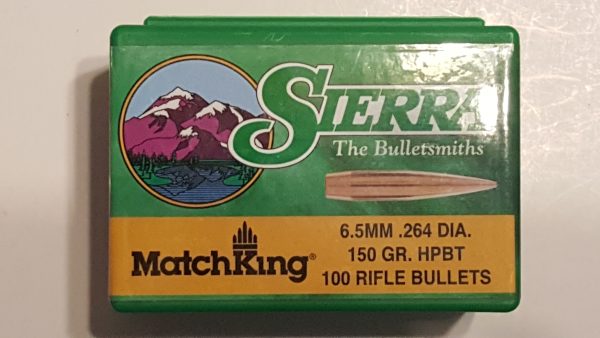 SIERRA
The Bulletsmiths
MatchKing®
6.5MM .264 DIA.
150 GR. HPBT
100 RIFLE BULLETS